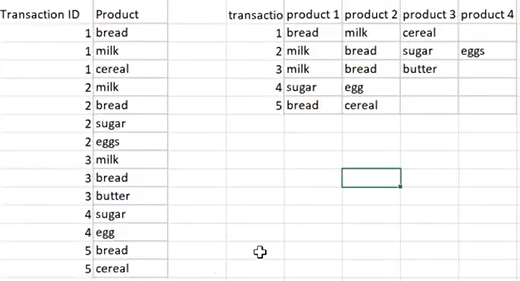 Transaction ID Product transactio product 1 product 2 product 3 product 4
1 bread 1 bread milk cereal
1 milk 2 milk bread sugar eggs
1 cereal 3 milk bread butter
2 milk 4 sugar egg
2 bread 5 bread cereal
2 sugar
2 eggs
3 milk
3 bread
3 butter
4 sugar
4 egg
5 bread
5 cereal